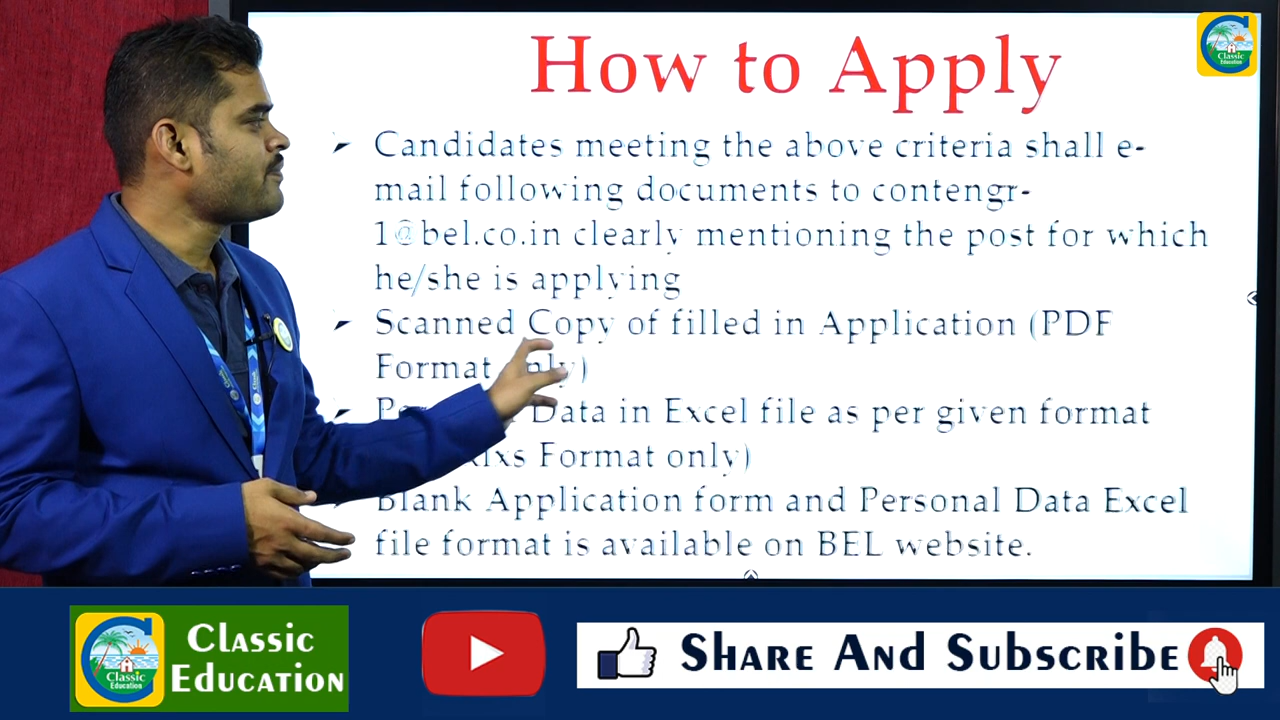 How to Apply
Candidates meeting the above criteria shall e-
mail following documents to contengr-
1@bel.co.in clearly mentioning the post for which
he/she is applying
Scanned Copy of filled in Application (PDF
Format only)
Data in Excel file as per given format
Format only)
Blank Application form and Personal Data Excel
file format is available on BEL website.
Classic
Education
Classic
Education
Classic
Education
Share And Subscribe